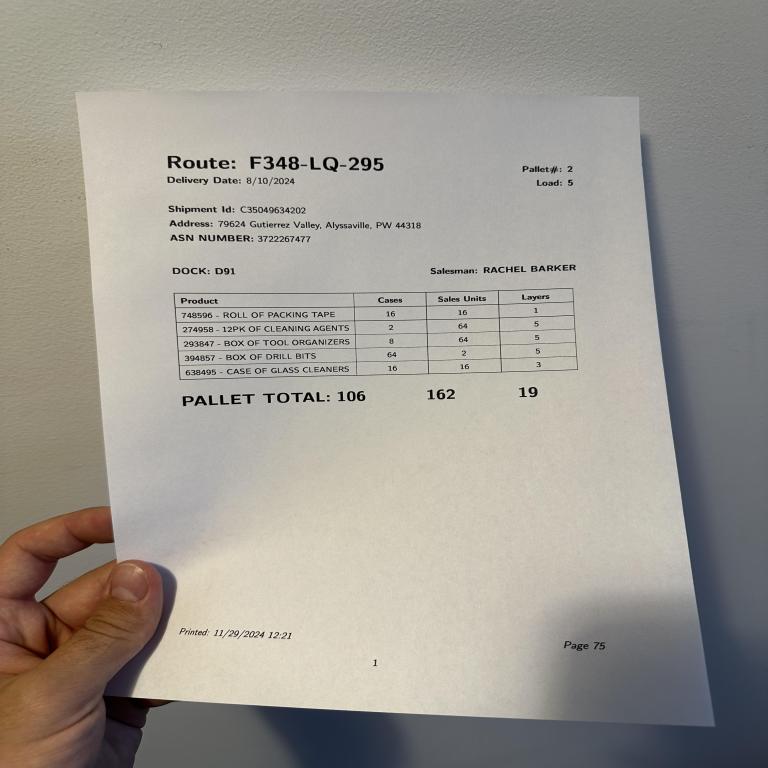 Route: F348-LQ-295
Pallet#: 2
Delivery Date: 8/10/2024
Load: 5
Shipment Id: C35049634202
Address: 79624 Gutierrez Valley, Alyssaville, PW 44318
ASN NUMBER: 3722267477
DOCK: D91
Salesman: RACHEL BARKER
Product Cases Sales Units Layers
748596 - ROLL OF PACKING TAPE 16 16 1
274958 - 12PK OF CLEANING AGENTS 2 64 5
293847 - BOX OF TOOL ORGANIZERS 8 64 5
394857 - BOX OF DRILL BITS 64 2 5
638495 - CASE OF GLASS CLEANERS 16 16 3
PALLET TOTAL: 106 162 19
Printed: 11/29/2024 12:21
Page 75
1